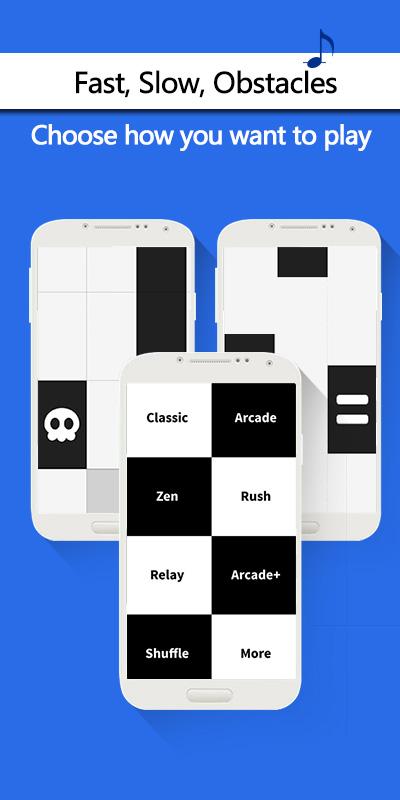 Fast, Slow, Obstacles
Choose how you want to play
Classic Arcade
Zen Rush
Relay Arcade+
Shuffle More